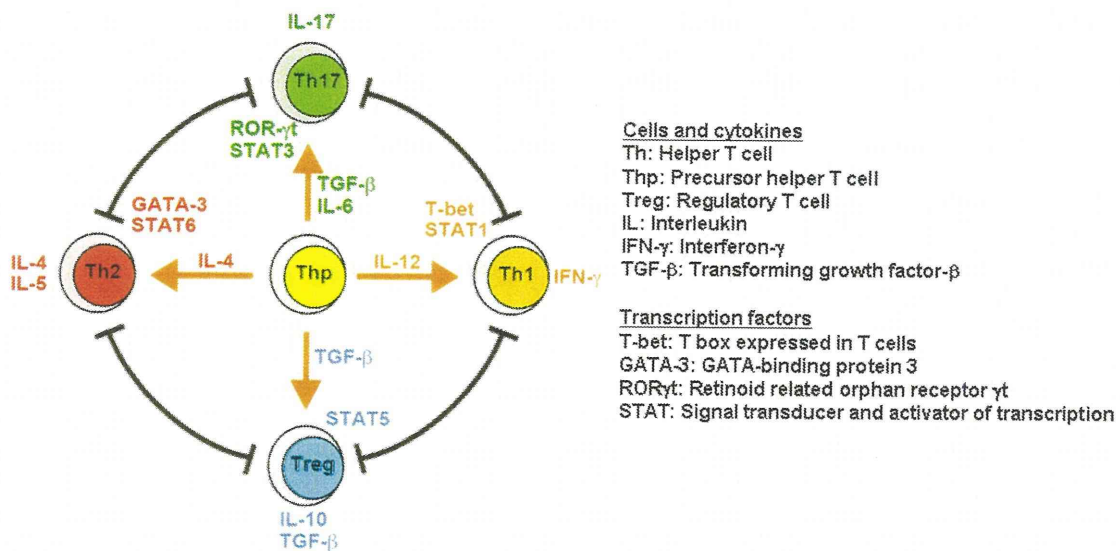 IL-17
Th17
ROR-γt
STAT3
TGF-β
IL-6
GATA-3
STAT6
T-bet
STAT1
IL-4
IL-5
Th2
IL-4
Thp
IL-12
Th1
IFN-γ
TGF-β
STAT5
Treg
IL-10
TGF-β
Cells and cytokines
Th: Helper T cell
Thp: Precursor helper T cell
Treg: Regulatory T cell
IL: Interleukin
IFN-γ: Interferon-γ
TGF-β: Transforming growth factor-β
Transcription factors
T-bet: T box expressed in T cells
GATA-3: GATA-binding protein 3
RORγt: Retinoid related orphan receptor γt
STAT: Signal transducer and activator of transcription